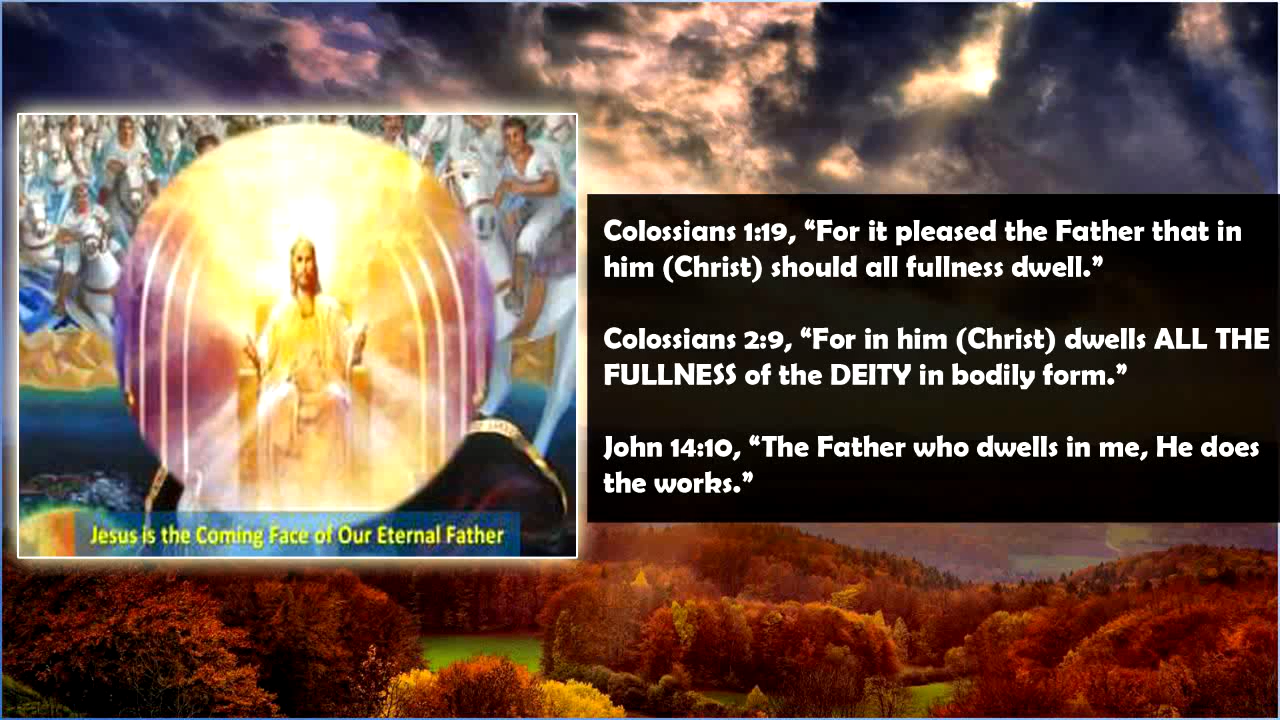 Colossians 1:19, “For it pleased the Father that in
him (Christ) should all fullness dwell.”
Colossians 2:9, “For in him (Christ) dwells ALL THE
FULLNESS of the DEITY in bodily form.”
John 14:10, “The Father who dwells in me, He does
the works.”
Jesus is the Coming Face of Our Eternal Father